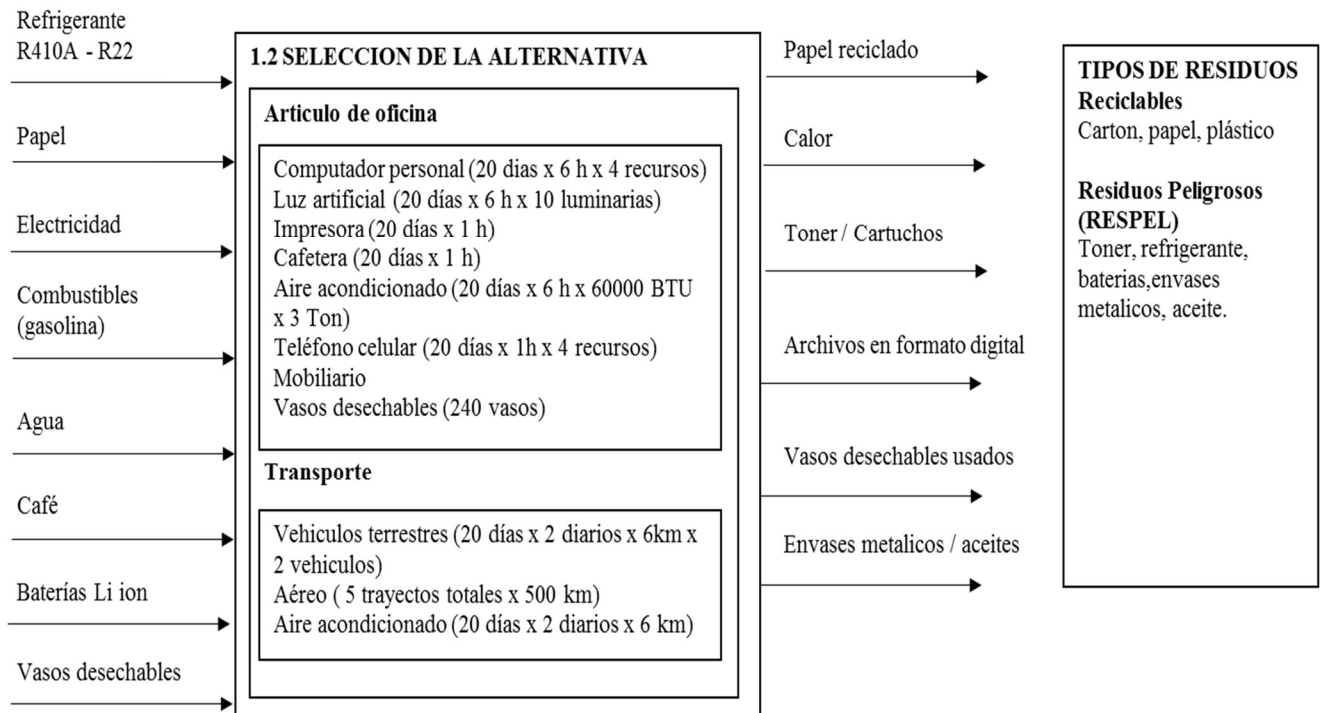 Refrigerante
R410A - R22
Papel
Electricidad
Combustibles
(gasolina)
Agua
Café
Baterías Li ion
Vasos desechables
1.2 SELECCION DE LA ALTERNATIVA
Articulo de oficina
Computador personal (20 dias x 6 h x 4 recursos)
Luz artificial (20 días x 6 h x 10 luminarias)
Impresora (20 días x 1 h)
Cafetera (20 días x 1 h)
Aire acondicionado (20 días x 6 h x 60000 BTU
x 3 Ton)
Teléfono celular (20 días x 1h x 4 recursos)
Mobiliario
Vasos desechables (240 vasos)
Transporte
Vehiculos terrestres (20 días x 2 diarios x 6km x
2 vehiculos)
Aéreo ( 5 trayectos totales x 500 km)
Aire acondicionado (20 días x 2 diarios x 6 km)
Papel reciclado
Calor
Toner / Cartuchos
Archivos en formato digital
Vasos desechables usados
Envases metalicos / aceites
TIPOS DE RESIDUOS
Reciclables
Carton, papel, plástico
Residuos Peligrosos
(RESPEL)
Toner, refrigerante,
baterias,envases
metalicos, aceite.